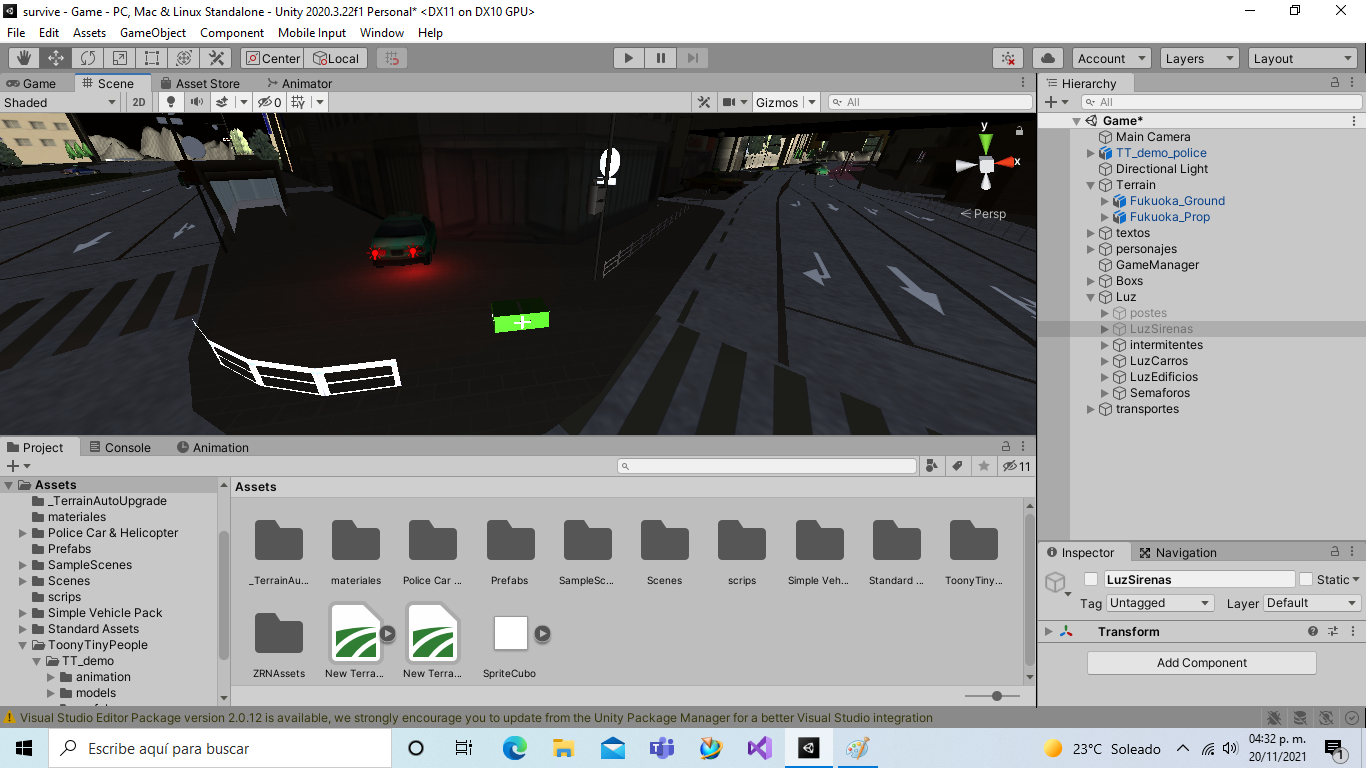 survive - Game - PC, Mac & Linux Standalone - Unity 2020.3.22f1 Personal* <DX11 on DX10 GPU>
File Edit Assets GameObject Component Mobile Input Window Help
Center Local Account Layers Layout
Game Scene Asset Store Animator
Shaded 2D 0 Gizmos All
y
x
Persp
Hierarchy
All
Game*
Main Camera
TT_demo_police
Directional Light
Terrain
Fukuoka_Ground
Fukuoka_Prop
textos
personajes
GameManager
Boxs
Luz
postes
LuzSirenas
intermitentes
LuzCarros
LuzEdificios
Semaforos
transportes
Project Console Animation
11
Assets
_TerrainAutoUpgrade
materiales
Police Car & Helicopter
Prefabs
SampleScenes
Scenes
scrips
Simple Vehicle Pack
Standard Assets
ToonyTinyPeople
TT_demo
animation
models
Assets
_TerrainAu... materiales Police Car ... Prefabs SampleSc... Scenes scrips Simple Veh... Standard ... ToonyTiny...
ZRNAssets New Terra... New Terra... SpriteCubo
Inspector Navigation
LuzSirenas Static
Tag Untagged Layer Default
Transform
Add Component
Visual Studio Editor Package version 2.0.12 is available, we strongly encourage you to update from the Unity Package Manager for a better Visual Studio integration
Escribe aquí para buscar
23°C Soleado
04:32 p. m.
20/11/2021
1